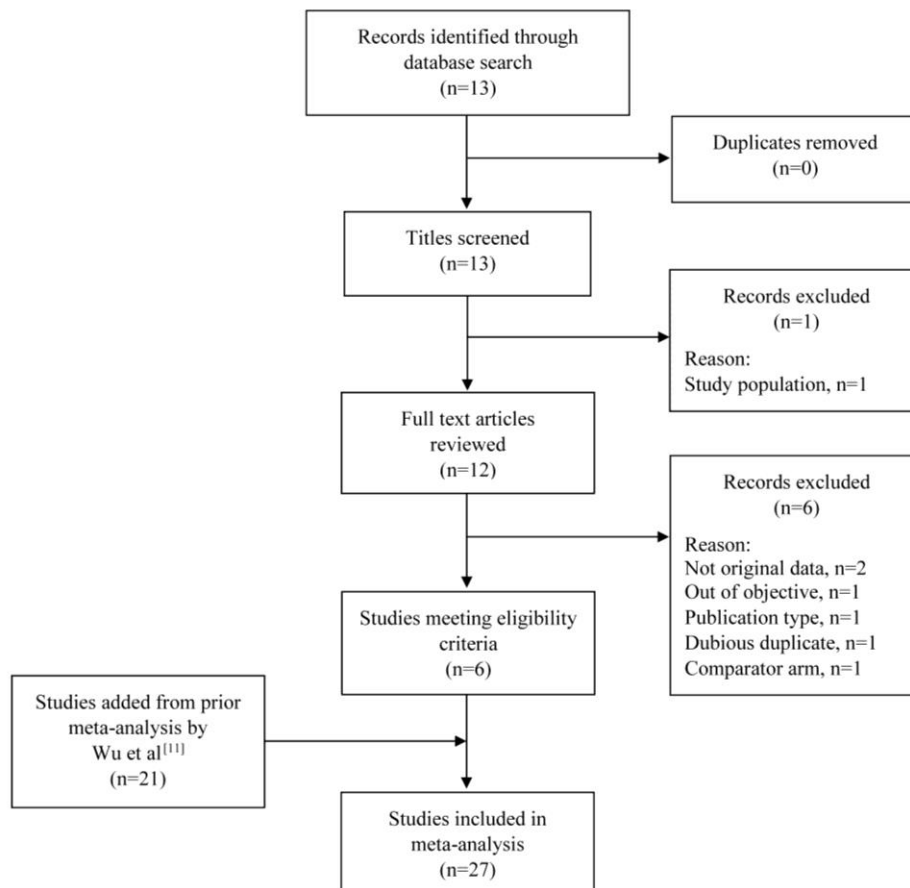 Records identified through
database search
(n=13)
Duplicates removed
(n=0)
Titles screened
(n=13)
Records excluded
(n=1)
Reason:
Study population, n=1
Full text articles
reviewed
(n=12)
Records excluded
(n=6)
Reason:
Not original data, n=2
Out of objective, n=1
Publication type, n=1
Dubious duplicate, n=1
Comparator arm, n=1
Studies meeting eligibility
criteria
(n=6)
Studies added from prior
meta-analysis by
Wu et al[11]
(n=21)
Studies included in
meta-analysis
(n=27)